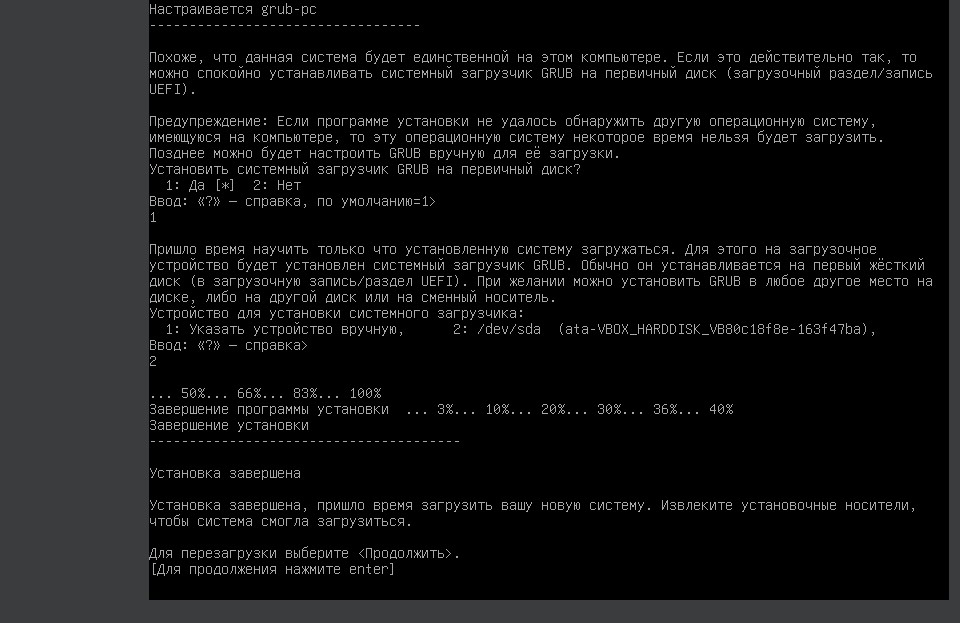 Настраивается grub-pc
----------------------------------
Похоже, что данная система будет единственной на этом компьютере. Если это действительно так, то
можно спокойно устанавливать системный загрузчик GRUB на первичный диск (загрузочный раздел/запись
UEFI).
Предупреждение: Если программе установки не удалось обнаружить другую операционную систему,
имеющуюся на компьютере, то эту операционную систему некоторое время нельзя будет загрузить.
Позднее можно будет настроить GRUB вручную для её загрузки.
Установить системный загрузчик GRUB на первичный диск?
  1: Да [*]  2: Нет
Ввод: «?» — справка, по умолчанию=1>
1
Пришло время научить только что установленную систему загружаться. Для этого на загрузочное
устройство будет установлен системный загрузчик GRUB. Обычно он устанавливается на первый жёсткий
диск (в загрузочную запись/раздел UEFI). При желании можно установить GRUB в любое другое место на
диске, либо на другой диск или на сменный носитель.
Устройство для установки системного загрузчика:
  1: Указать устройство вручную,      2: /dev/sda  (ata-VBOX_HARDDISK_VB80c18f8e-163f47ba),
Ввод: «?» — справка>
2
... 50%... 66%... 83%... 100%
Завершение программы установки  ... 3%... 10%... 20%... 30%... 36%... 40%
Завершение установки
---------------------------------------
Установка завершена
Установка завершена, пришло время загрузить вашу новую систему. Извлеките установочные носители,
чтобы система смогла загрузиться.
Для перезагрузки выберите <Продолжить>.
[Для продолжения нажмите enter]